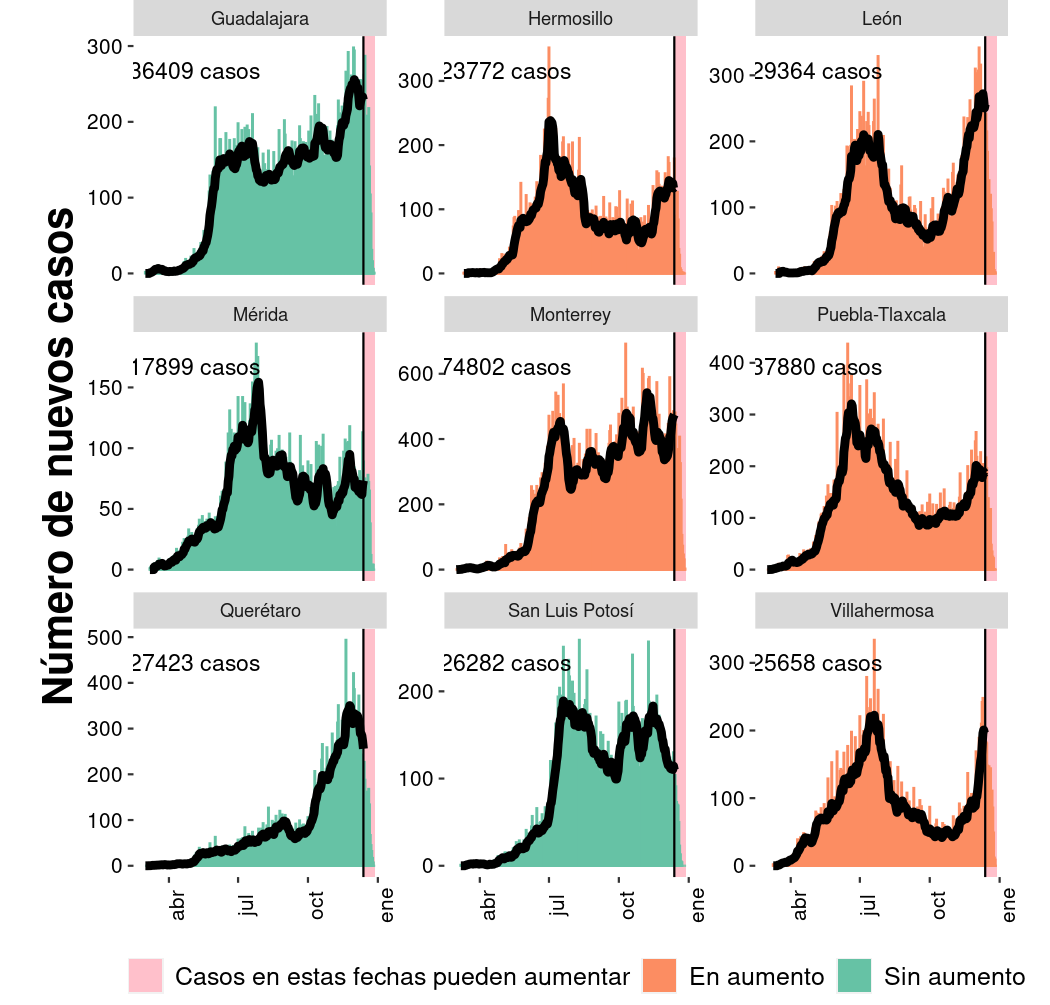 Guadalajara
Hermosillo
León
300
200
100
0
36409 casos
300
200
100
0
23772 casos
300
200
100
0
29364 casos
Número de nuevos casos
Mérida
Monterrey
Puebla-Tlaxcala
150
100
50
0
17899 casos
600
400
200
0
74802 casos
400
300
200
100
0
37880 casos
Querétaro
San Luis Potosí
Villahermosa
500
400
300
200
100
0
27423 casos
200
100
0
26282 casos
300
200
100
0
25658 casos
abr jul oct ene
abr jul oct ene
abr jul oct ene
Casos en estas fechas pueden aumentar En aumento Sin aumento